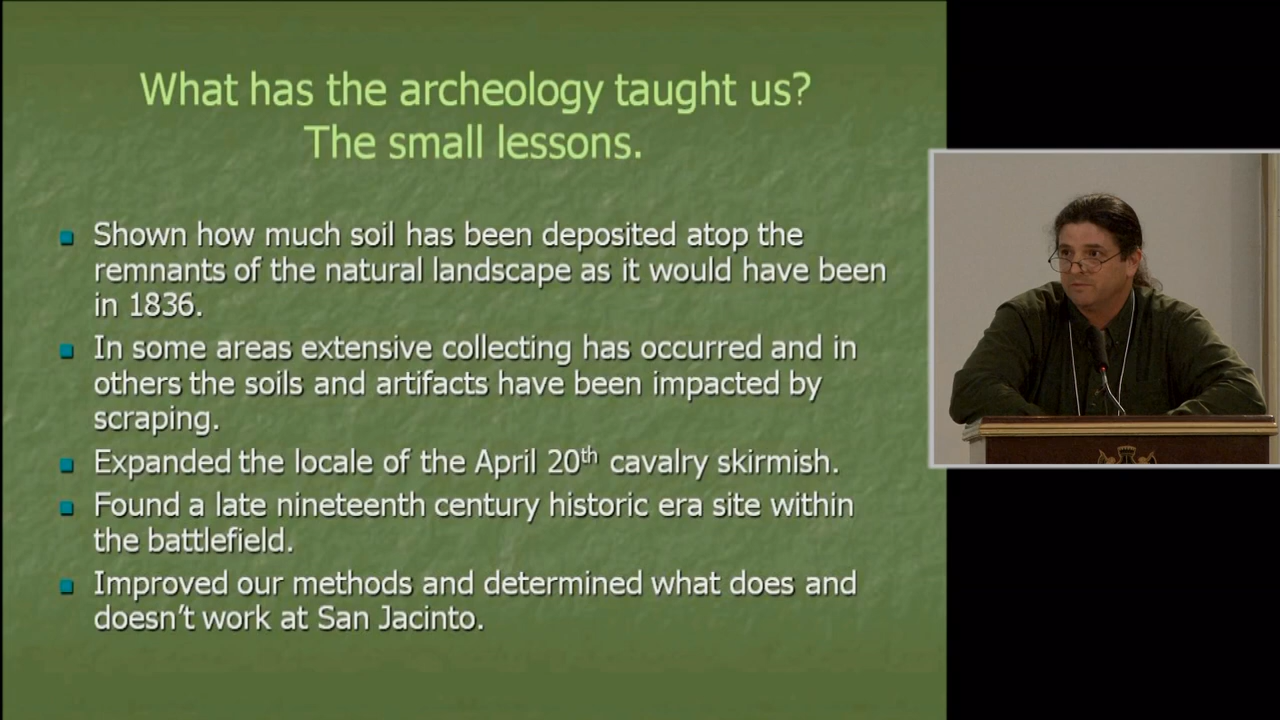 What has the archeology taught us?
The small lessons.
Shown how much soil has been deposited atop the
remnants of the natural landscape as it would have been
in 1836.
In some areas extensive collecting has occurred and in
others the soils and artifacts have been impacted by
scraping.
Expanded the locale of the April 20th cavalry skirmish.
Found a late nineteenth century historic era site within
the battlefield.
Improved our methods and determined what does and
doesn't work at San Jacinto.